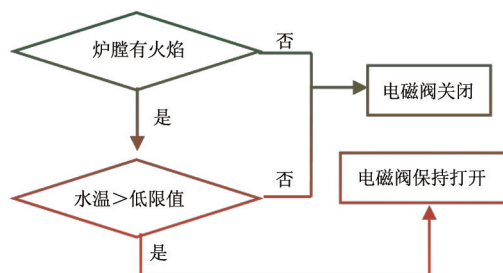 炉膛有火焰
否
电磁阀关闭
是
水温＞低限值
否
电磁阀保持打开
是